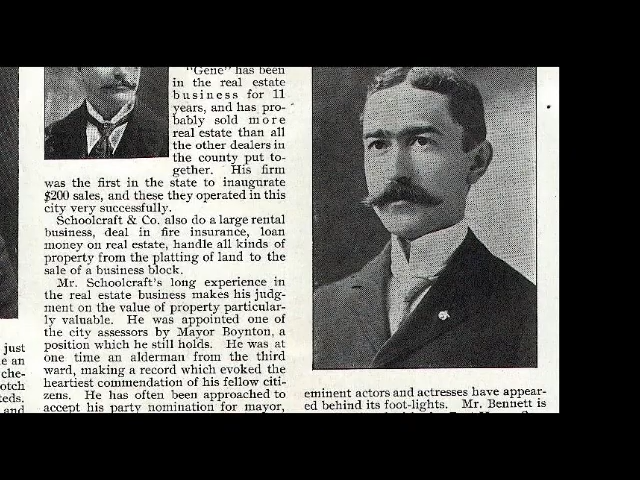 "Gene" has been
in the real estate
business for 11
years, and has pro-
bably sold more
real estate than all
the other dealers in
the county put to-
gether. His firm
was the first in the state to inaugurate
$200 sales, and these they operated in this
city very successfully.
Schoolcraft & Co. also do a large rental
business, deal in fire insurance, loan
money on real estate, handle all kinds of
property from the platting of land to the
sale of a business block.
Mr. Schoolcraft's long experience in
the real estate business makes his judg-
ment on the value of property particular-
ly valuable. He was appointed one of
the city assessors by Mayor Boynton, a
position which he still holds. He was at
one time an alderman from the third
ward, making a record which evoked the
heartiest commendation of his fellow citi-
zens. He has often been approached to
accept his party nomination for mayor,
just
an
che-
otch
teds.
and
eminent actors and actresses have appear-
ed behind its foot-lights. Mr. Bennett is